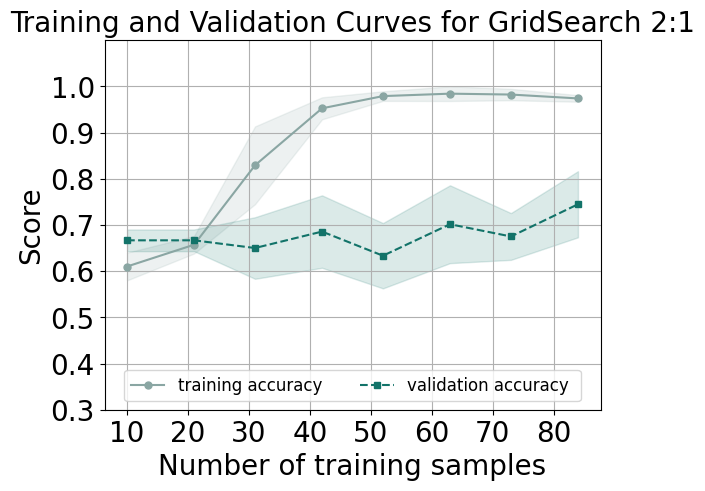 Training and Validation Curves for GridSearch 2:1
1.0
0.9
0.8
0.7
0.6
0.5
0.4
0.3
Score
training accuracy
validation accuracy
10 20 30 40 50 60 70 80
Number of training samples